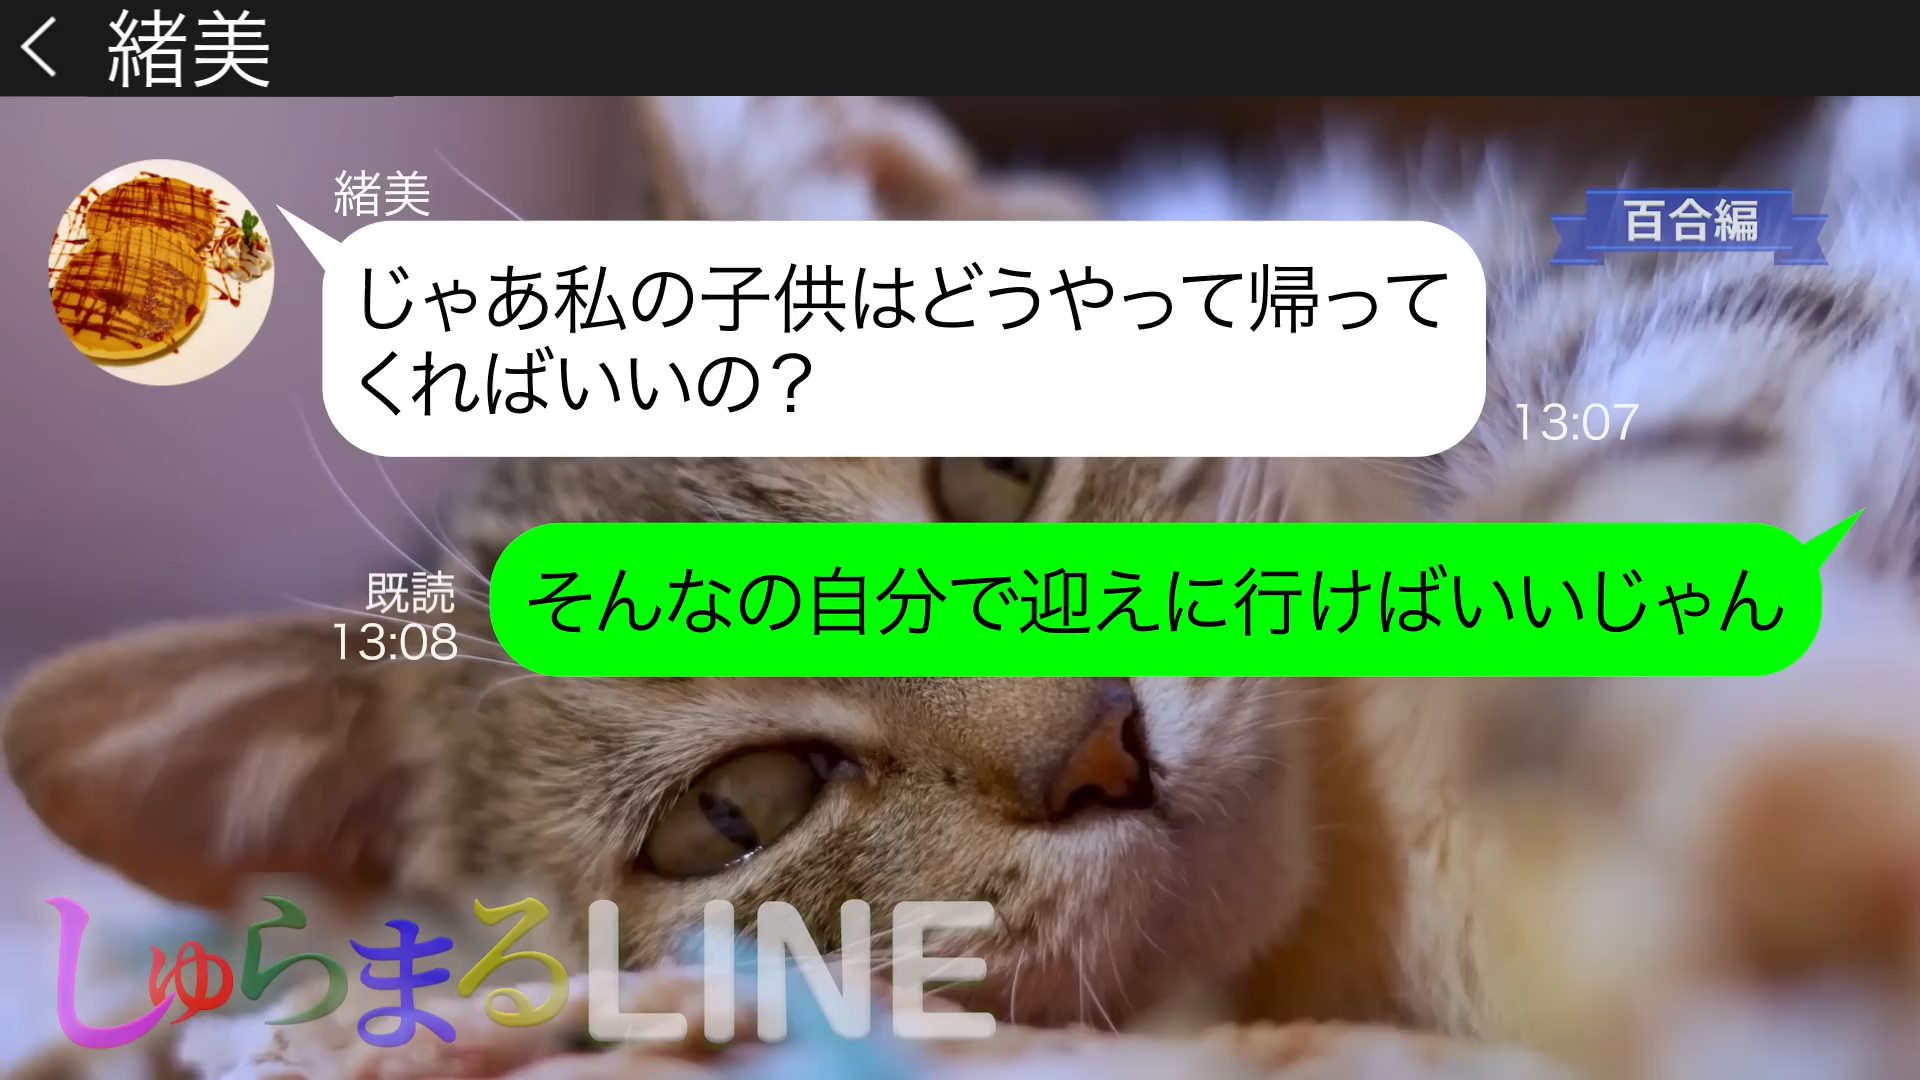 緒美
緒美
百合編
じゃあ私の子供はどうやって帰って
くればいいの？
13:07
そんなの自分で迎えに行けばいいじゃん
既読
13:08
しゅらまるLINE